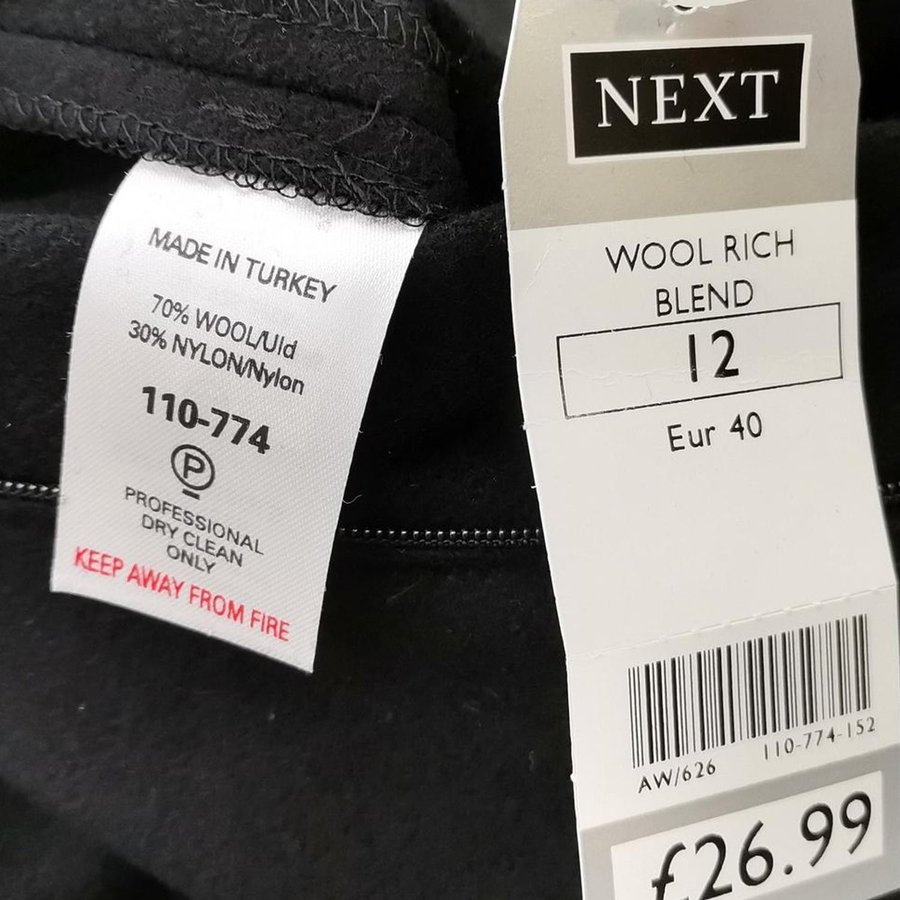 MADE IN TURKEY
70% WOOL/Uld
30% NYLON/Nylon
110-774
P
PROFESSIONAL
DRY CLEAN
ONLY
KEEP AWAY FROM FIRE
NEXT
WOOL RICH
BLEND
12
Eur 40
AW/626 110-774-152
£26.99